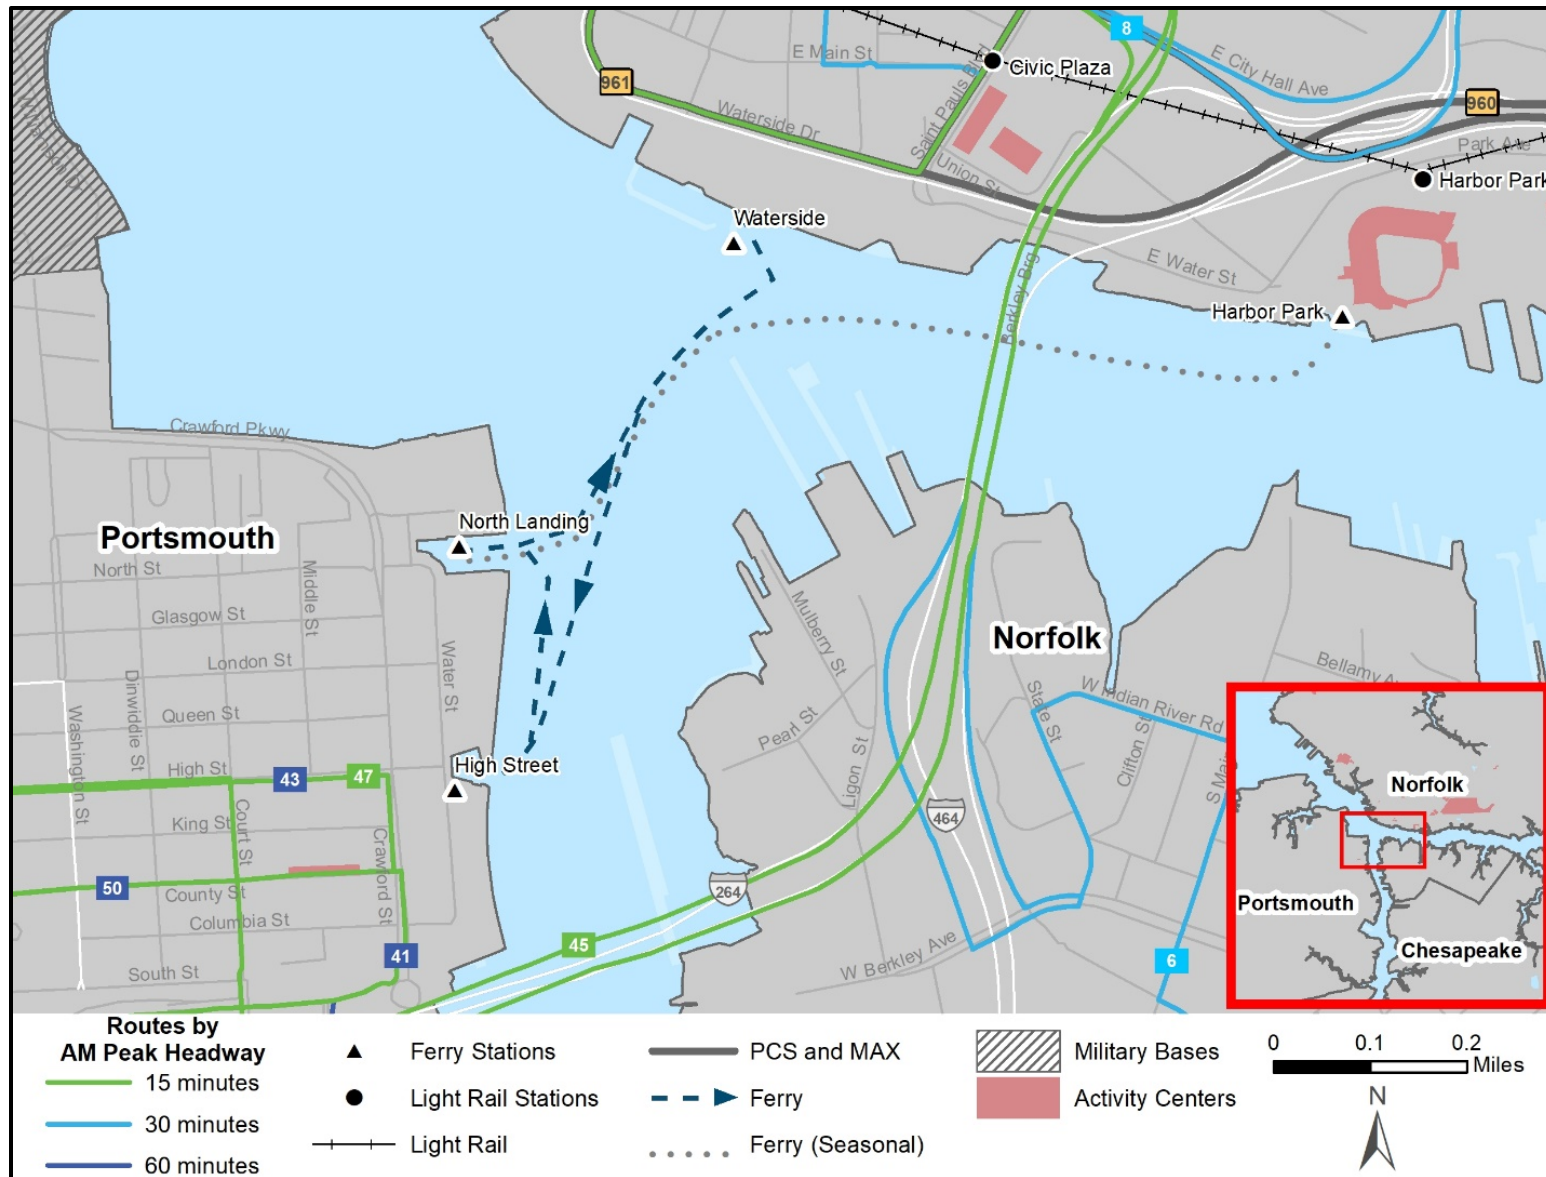 8
E Main St
Civic Plaza
E City Hall Ave
961
960
Waterside Dr
Saint Pauls Blvd
Park Ave
Union St
Harbor Park
Waterside
E Water St
Berkley Brg
Harbor Park
Crawford Pkwy
North Landing
Portsmouth
North St
Middle St
Glasgow St
Mulberry St
Norfolk
London St
Water St
Bellamy
Dinwiddie St
State St
W Indian River Rd
Washington St
Queen St
Pearl St
Clifton St
S Main
High St
43
47
High Street
Ligon St
Norfolk
King St
Court St
Crawford St
464
50
County St
264
Portsmouth
Columbia St
45
41
W Berkley Ave
6
Chesapeake
South St
Routes by
AM Peak Headway
15 minutes
30 minutes
60 minutes
Ferry Stations
Light Rail Stations
Light Rail
PCS and MAX
Ferry
Ferry (Seasonal)
Military Bases
Activity Centers
0 0.1 0.2
Miles
N